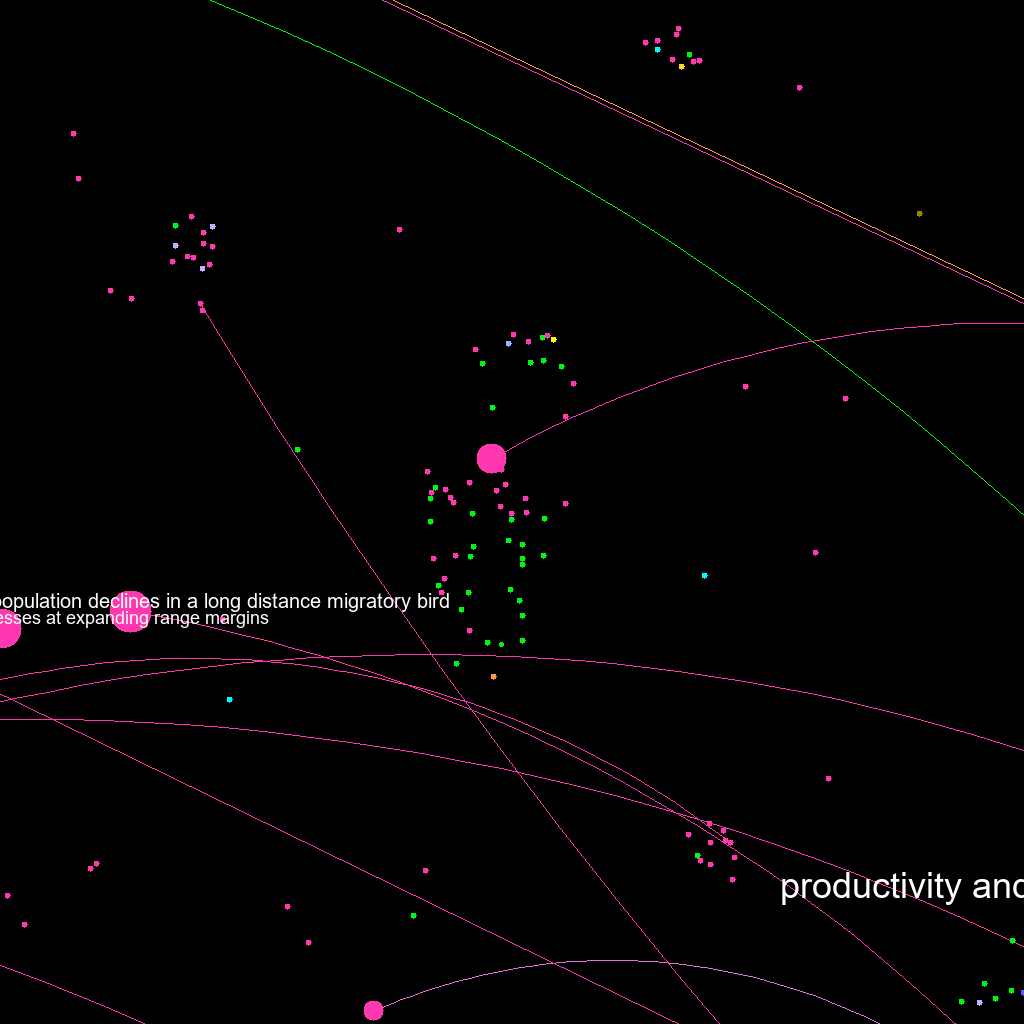 population declines in a long distance migratory bird
esses at expanding range margins
productivity and